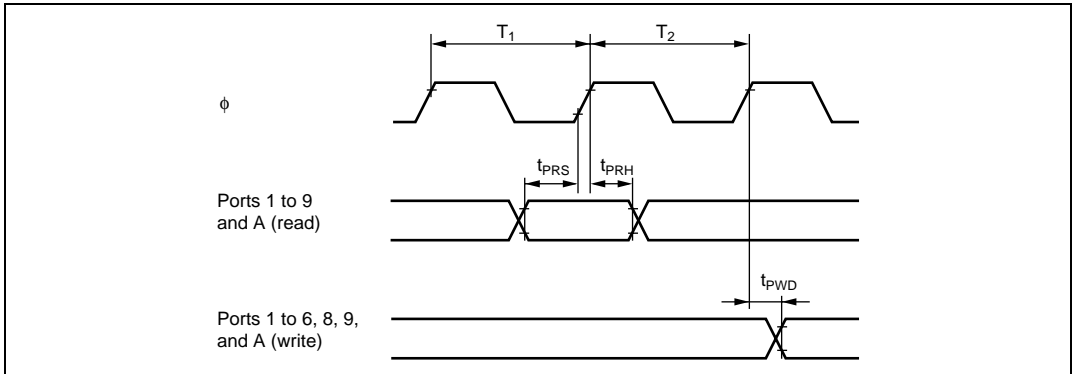 T₁ T₂
φ
tPRS tPRH
Ports 1 to 9
and A (read)
tPWD
Ports 1 to 6, 8, 9,
and A (write)